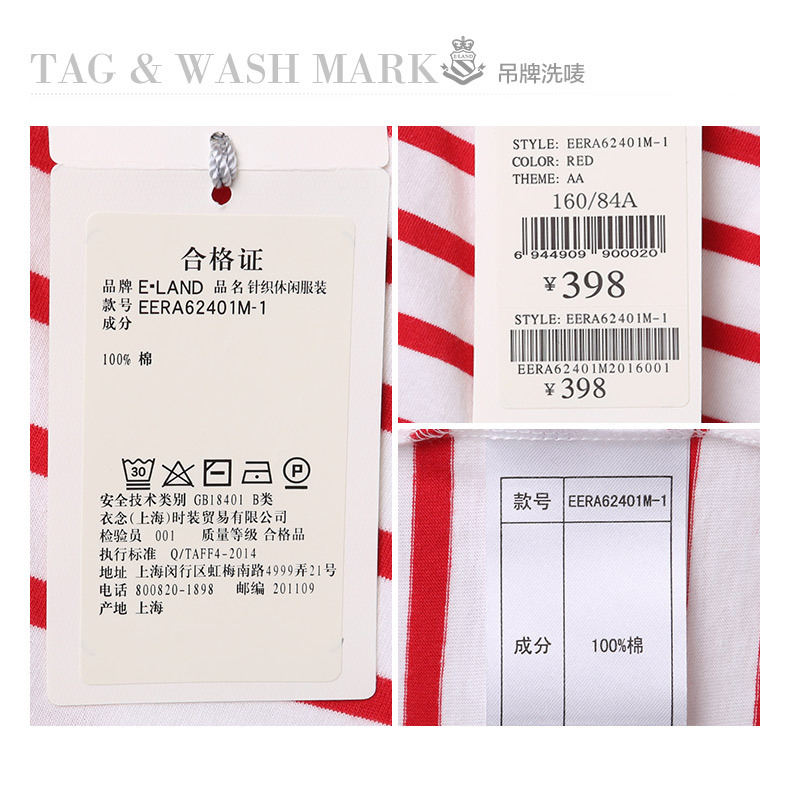 TAG & WASH MARK E·LAND 吊牌洗唛
合格证
品牌 E·LAND 品名 针织休闲服装
款号 EERA62401M-1
成分
100% 棉
30 P
安全技术类别 GB18401 B类
衣念(上海)时装贸易有限公司
检验员 001 质量等级 合格品
执行标准 Q/TAFF4-2014
地址 上海闵行区虹梅南路4999弄21号
电话 800820-1898 邮编 201109
产地 上海
STYLE: EERA62401M-1
COLOR: RED
THEME: AA
160/84A
6 944909 900020
¥398
STYLE: EERA62401M-1
EERA62401M2016001
¥398
款号 EERA62401M-1
成分 100%棉